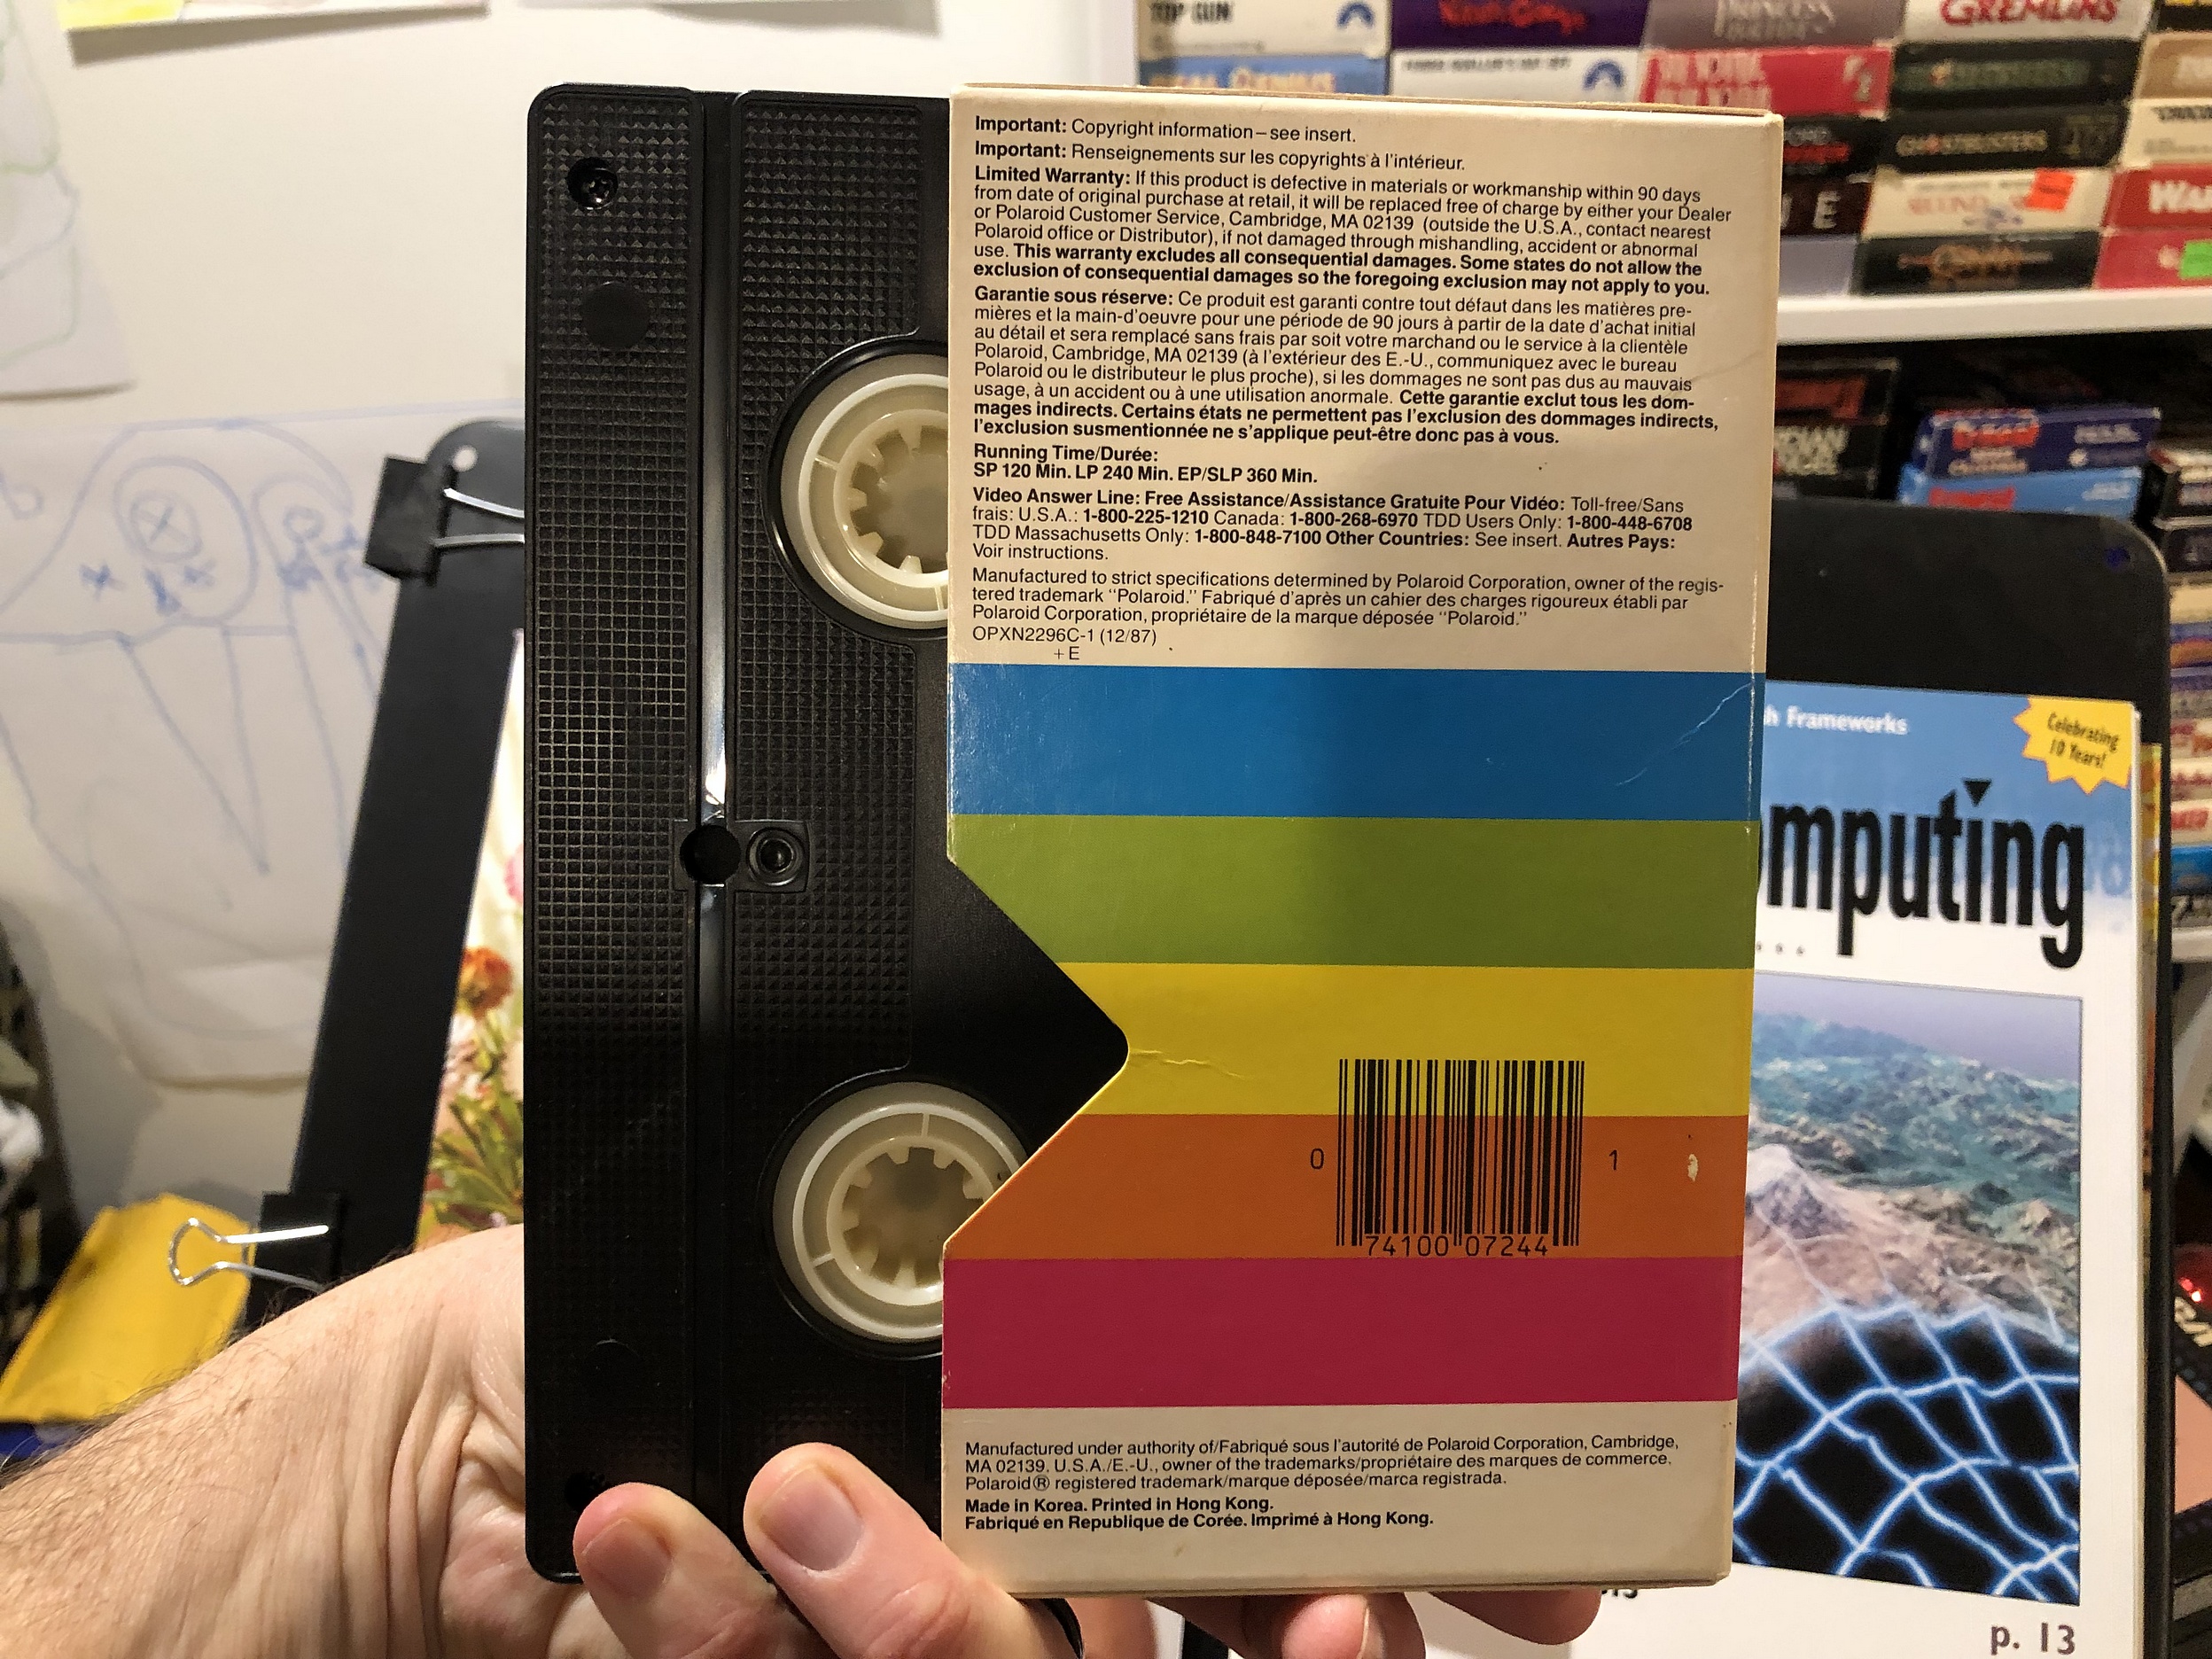 TOP GUN
GREMLINS
GHOSTBUSTERS
Important: Copyright information – see insert.
Important: Renseignements sur les copyrights à l'intérieur.
Limited Warranty: If this product is defective in materials or workmanship within 90 days
from date of original purchase at retail, it will be replaced free of charge by either your Dealer
or Polaroid Customer Service, Cambridge, MA 02139 (outside the U.S.A., contact nearest
Polaroid office or Distributor), if not damaged through mishandling, accident or abnormal
use. This warranty excludes all consequential damages. Some states do not allow the
exclusion of consequential damages so the foregoing exclusion may not apply to you.
Garantie sous réserve: Ce produit est garanti contre tout défaut dans les matières pre-
mières et la main-d'oeuvre pour une période de 90 jours à partir de la date d'achat initial
au détail et sera remplacé sans frais par soit votre marchand ou le service à la clientèle
Polaroid, Cambridge, MA 02139 (à l'extérieur des E.-U., communiquez avec le bureau
Polaroid ou le distributeur le plus proche), si les dommages ne sont pas dus au mauvais
usage, à un accident ou à une utilisation anormale. Cette garantie exclut tous les dom-
mages indirects. Certains états ne permettent pas l'exclusion des dommages indirects,
l'exclusion susmentionnée ne s'applique peut-être donc pas à vous.
Running Time/Durée:
SP 120 Min. LP 240 Min. EP/SLP 360 Min.
Video Answer Line: Free Assistance/Assistance Gratuite Pour Vidéo: Toll-free/Sans
frais: U.S.A.: 1-800-225-1210 Canada: 1-800-268-6970 TDD Users Only: 1-800-448-6708
TDD Massachusetts Only: 1-800-848-7100 Other Countries: See insert. Autres Pays:
Voir instructions.
Manufactured to strict specifications determined by Polaroid Corporation, owner of the regis-
tered trademark "Polaroid." Fabriqué d'après un cahier des charges rigoureux établi par
Polaroid Corporation, propriétaire de la marque déposée "Polaroid."
OPXN2296C-1 (12/87)
+E
0 74100 07244 1
Manufactured under authority of/Fabriqué sous l'autorité de Polaroid Corporation, Cambridge,
MA 02139. U.S.A./E.-U., owner of the trademarks/propriétaire des marques de commerce.
Polaroid® registered trademark/marque déposée/marca registrada.
Made in Korea. Printed in Hong Kong.
Fabriqué en Republique de Corée. Imprimé à Hong Kong.
h Frameworks
Celebrating
10 Years!
mputing
p. 13